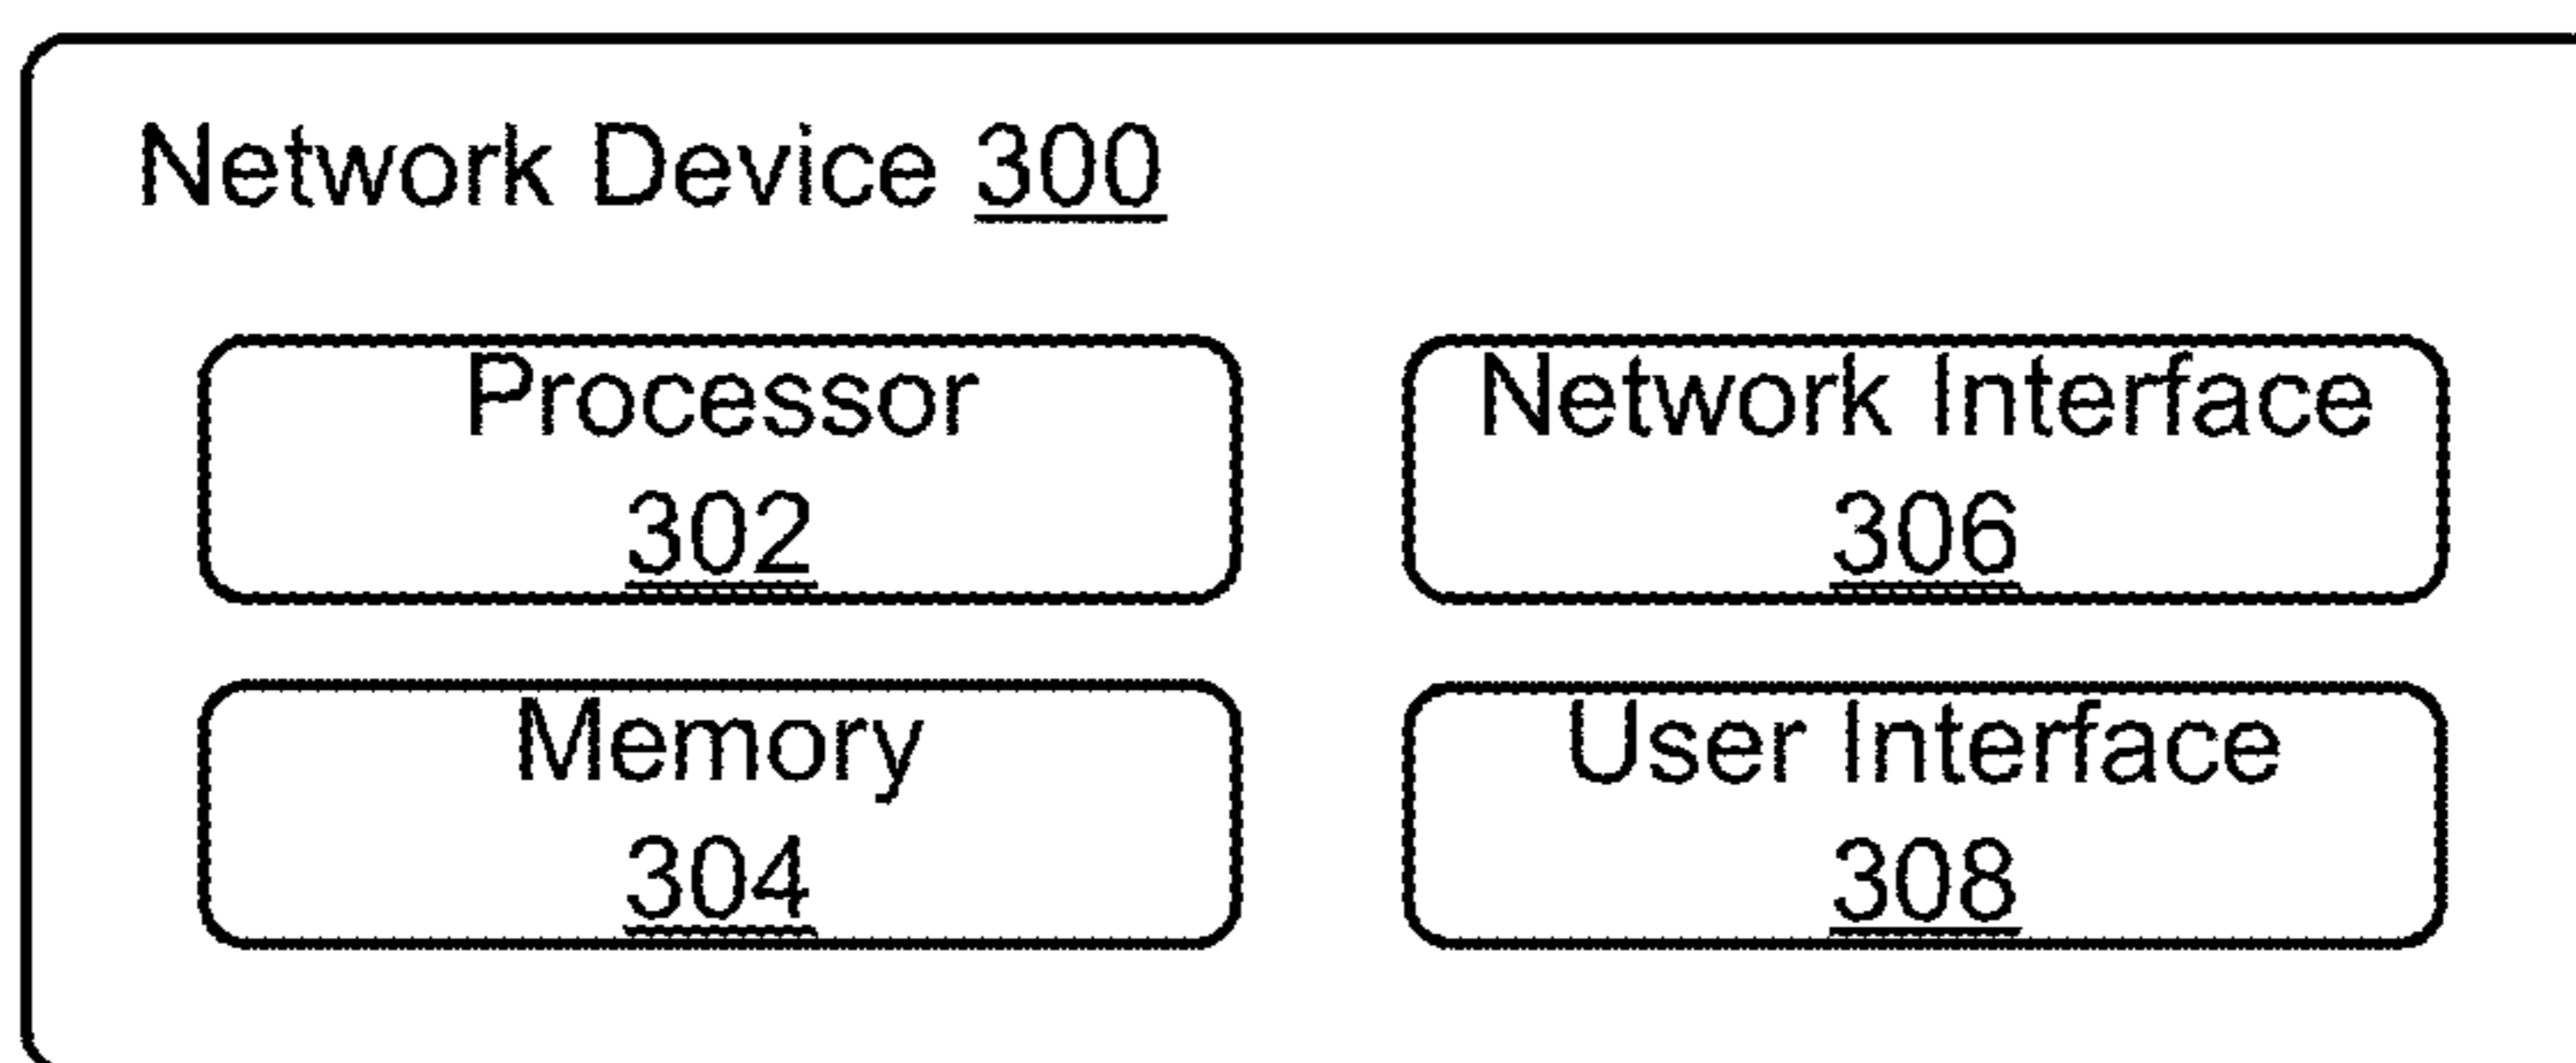 Network Device 300
Processor
302
Network Interface
306
Memory
304
User Interface
308